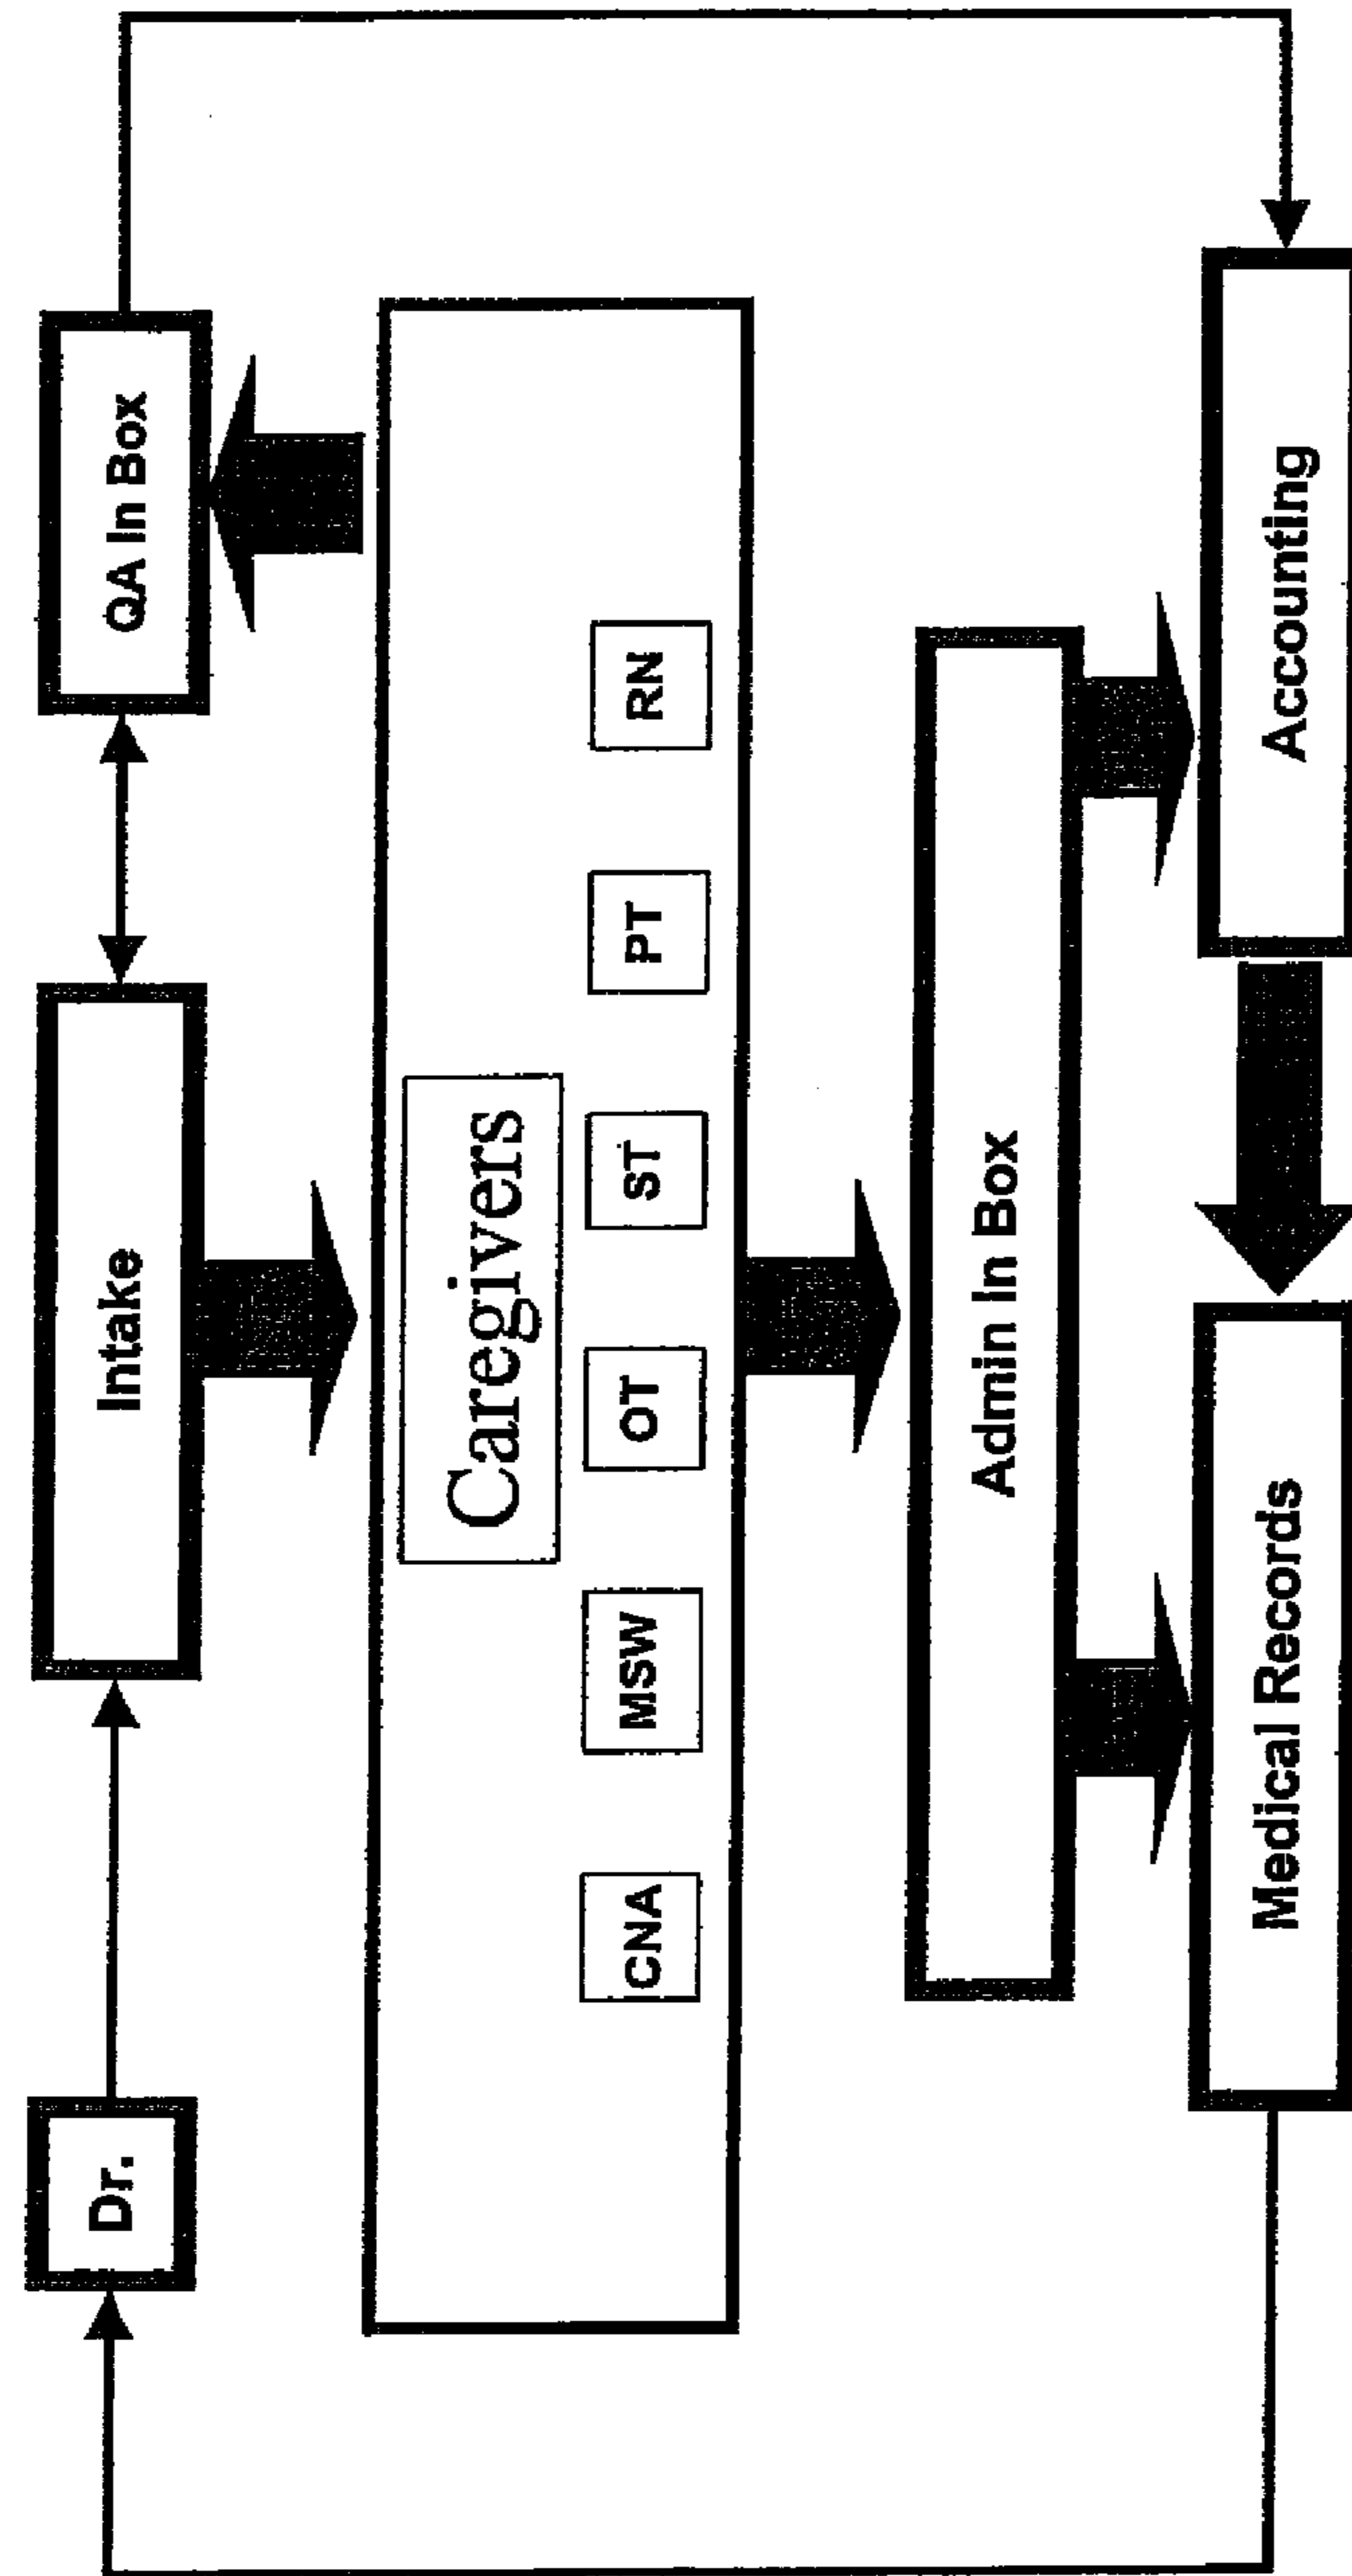 Dr.
Intake
QA In Box
Caregivers
CNA
MSW
OT
ST
PT
RN
Admin In Box
Medical Records
Accounting